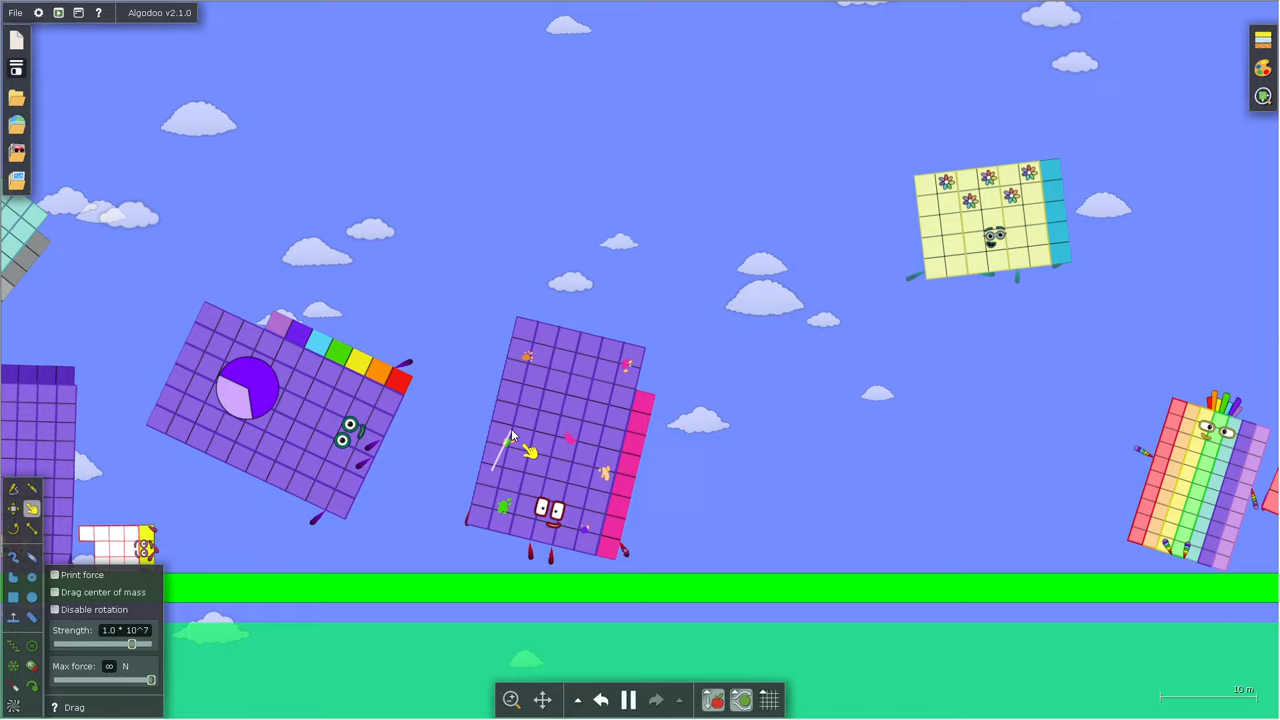 File ? Algodoo v2.1.0
Print force
Drag center of mass
Disable rotation
Strength: 1.0 * 10^7
Max force: ∞ N
? Drag
10 m